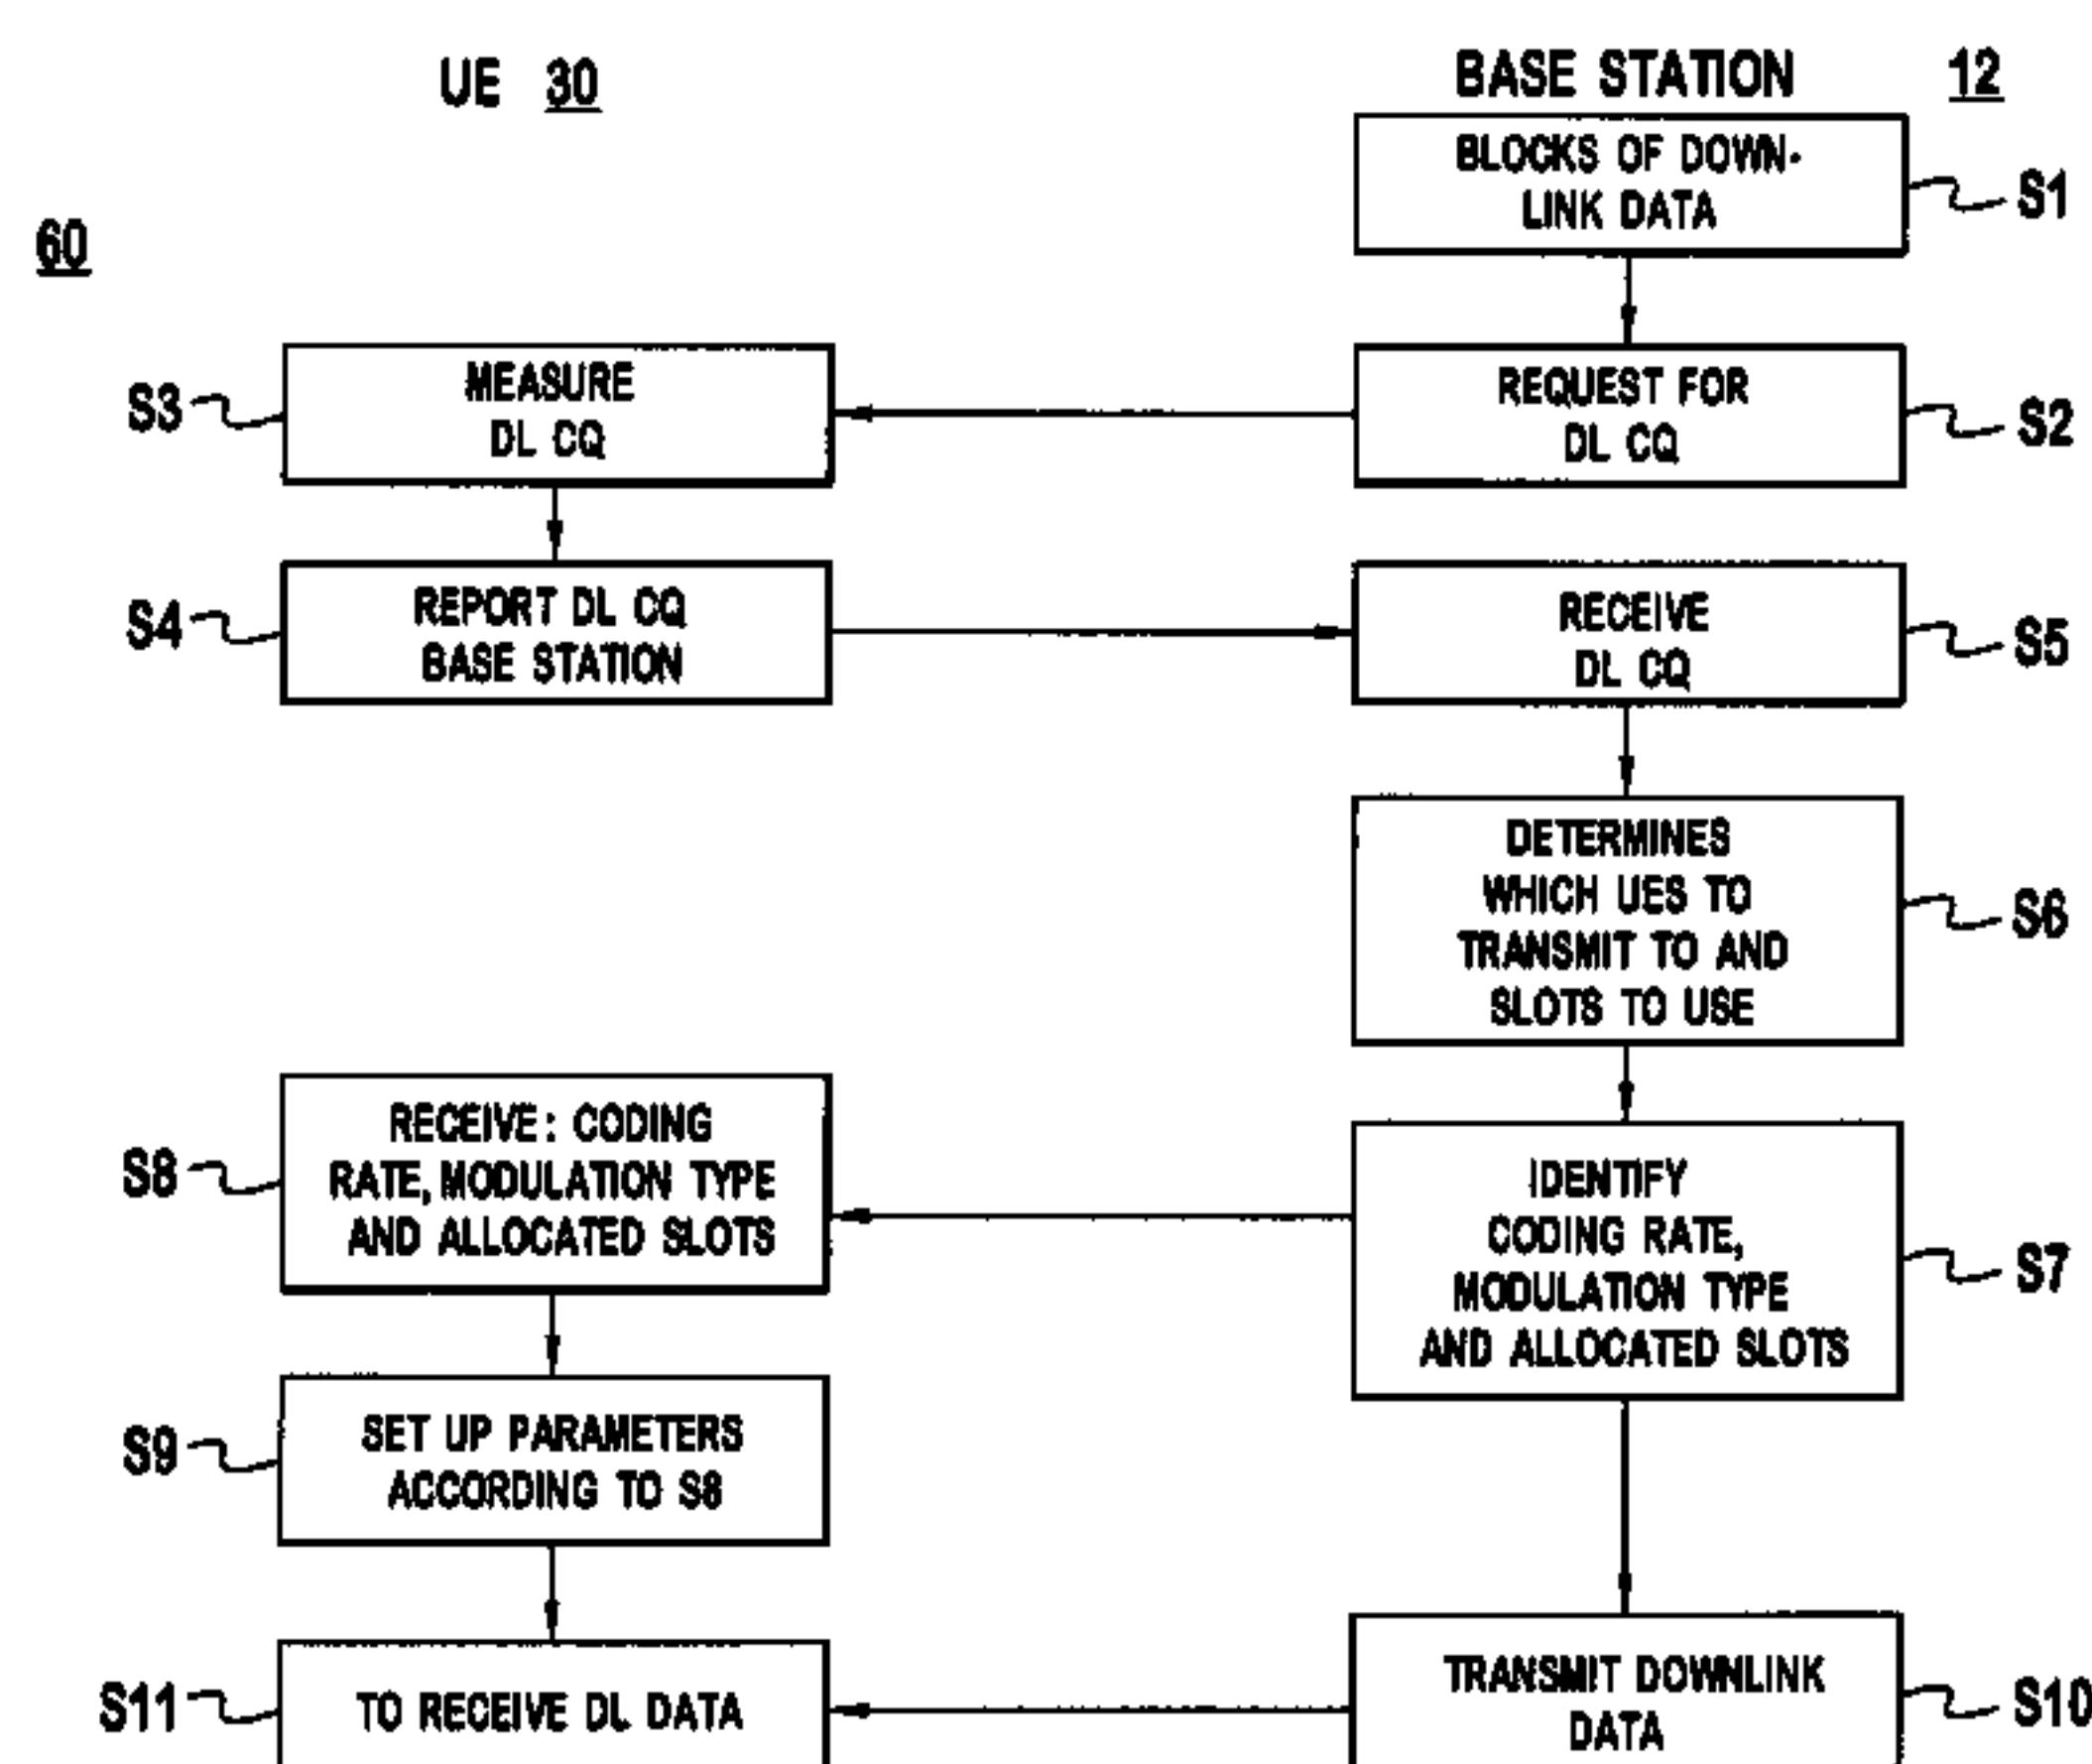 UE 30
BASE STATION 12
BLOCKS OF DOWN-
LINK DATA
S1
60
S3
MEASURE
DL CQ
REQUEST FOR
DL CQ
S2
S4
REPORT DL CQ
BASE STATION
RECEIVE
DL CQ
S5
DETERMINES
WHICH UES TO
TRANSMIT TO AND
SLOTS TO USE
S6
S8
RECEIVE: CODING
RATE, MODULATION TYPE
AND ALLOCATED SLOTS
IDENTIFY
CODING RATE,
MODULATION TYPE
AND ALLOCATED SLOTS
S7
S9
SET UP PARAMETERS
ACCORDING TO S8
S11
TO RECEIVE DL DATA
TRANSMIT DOWNLINK
DATA
S10